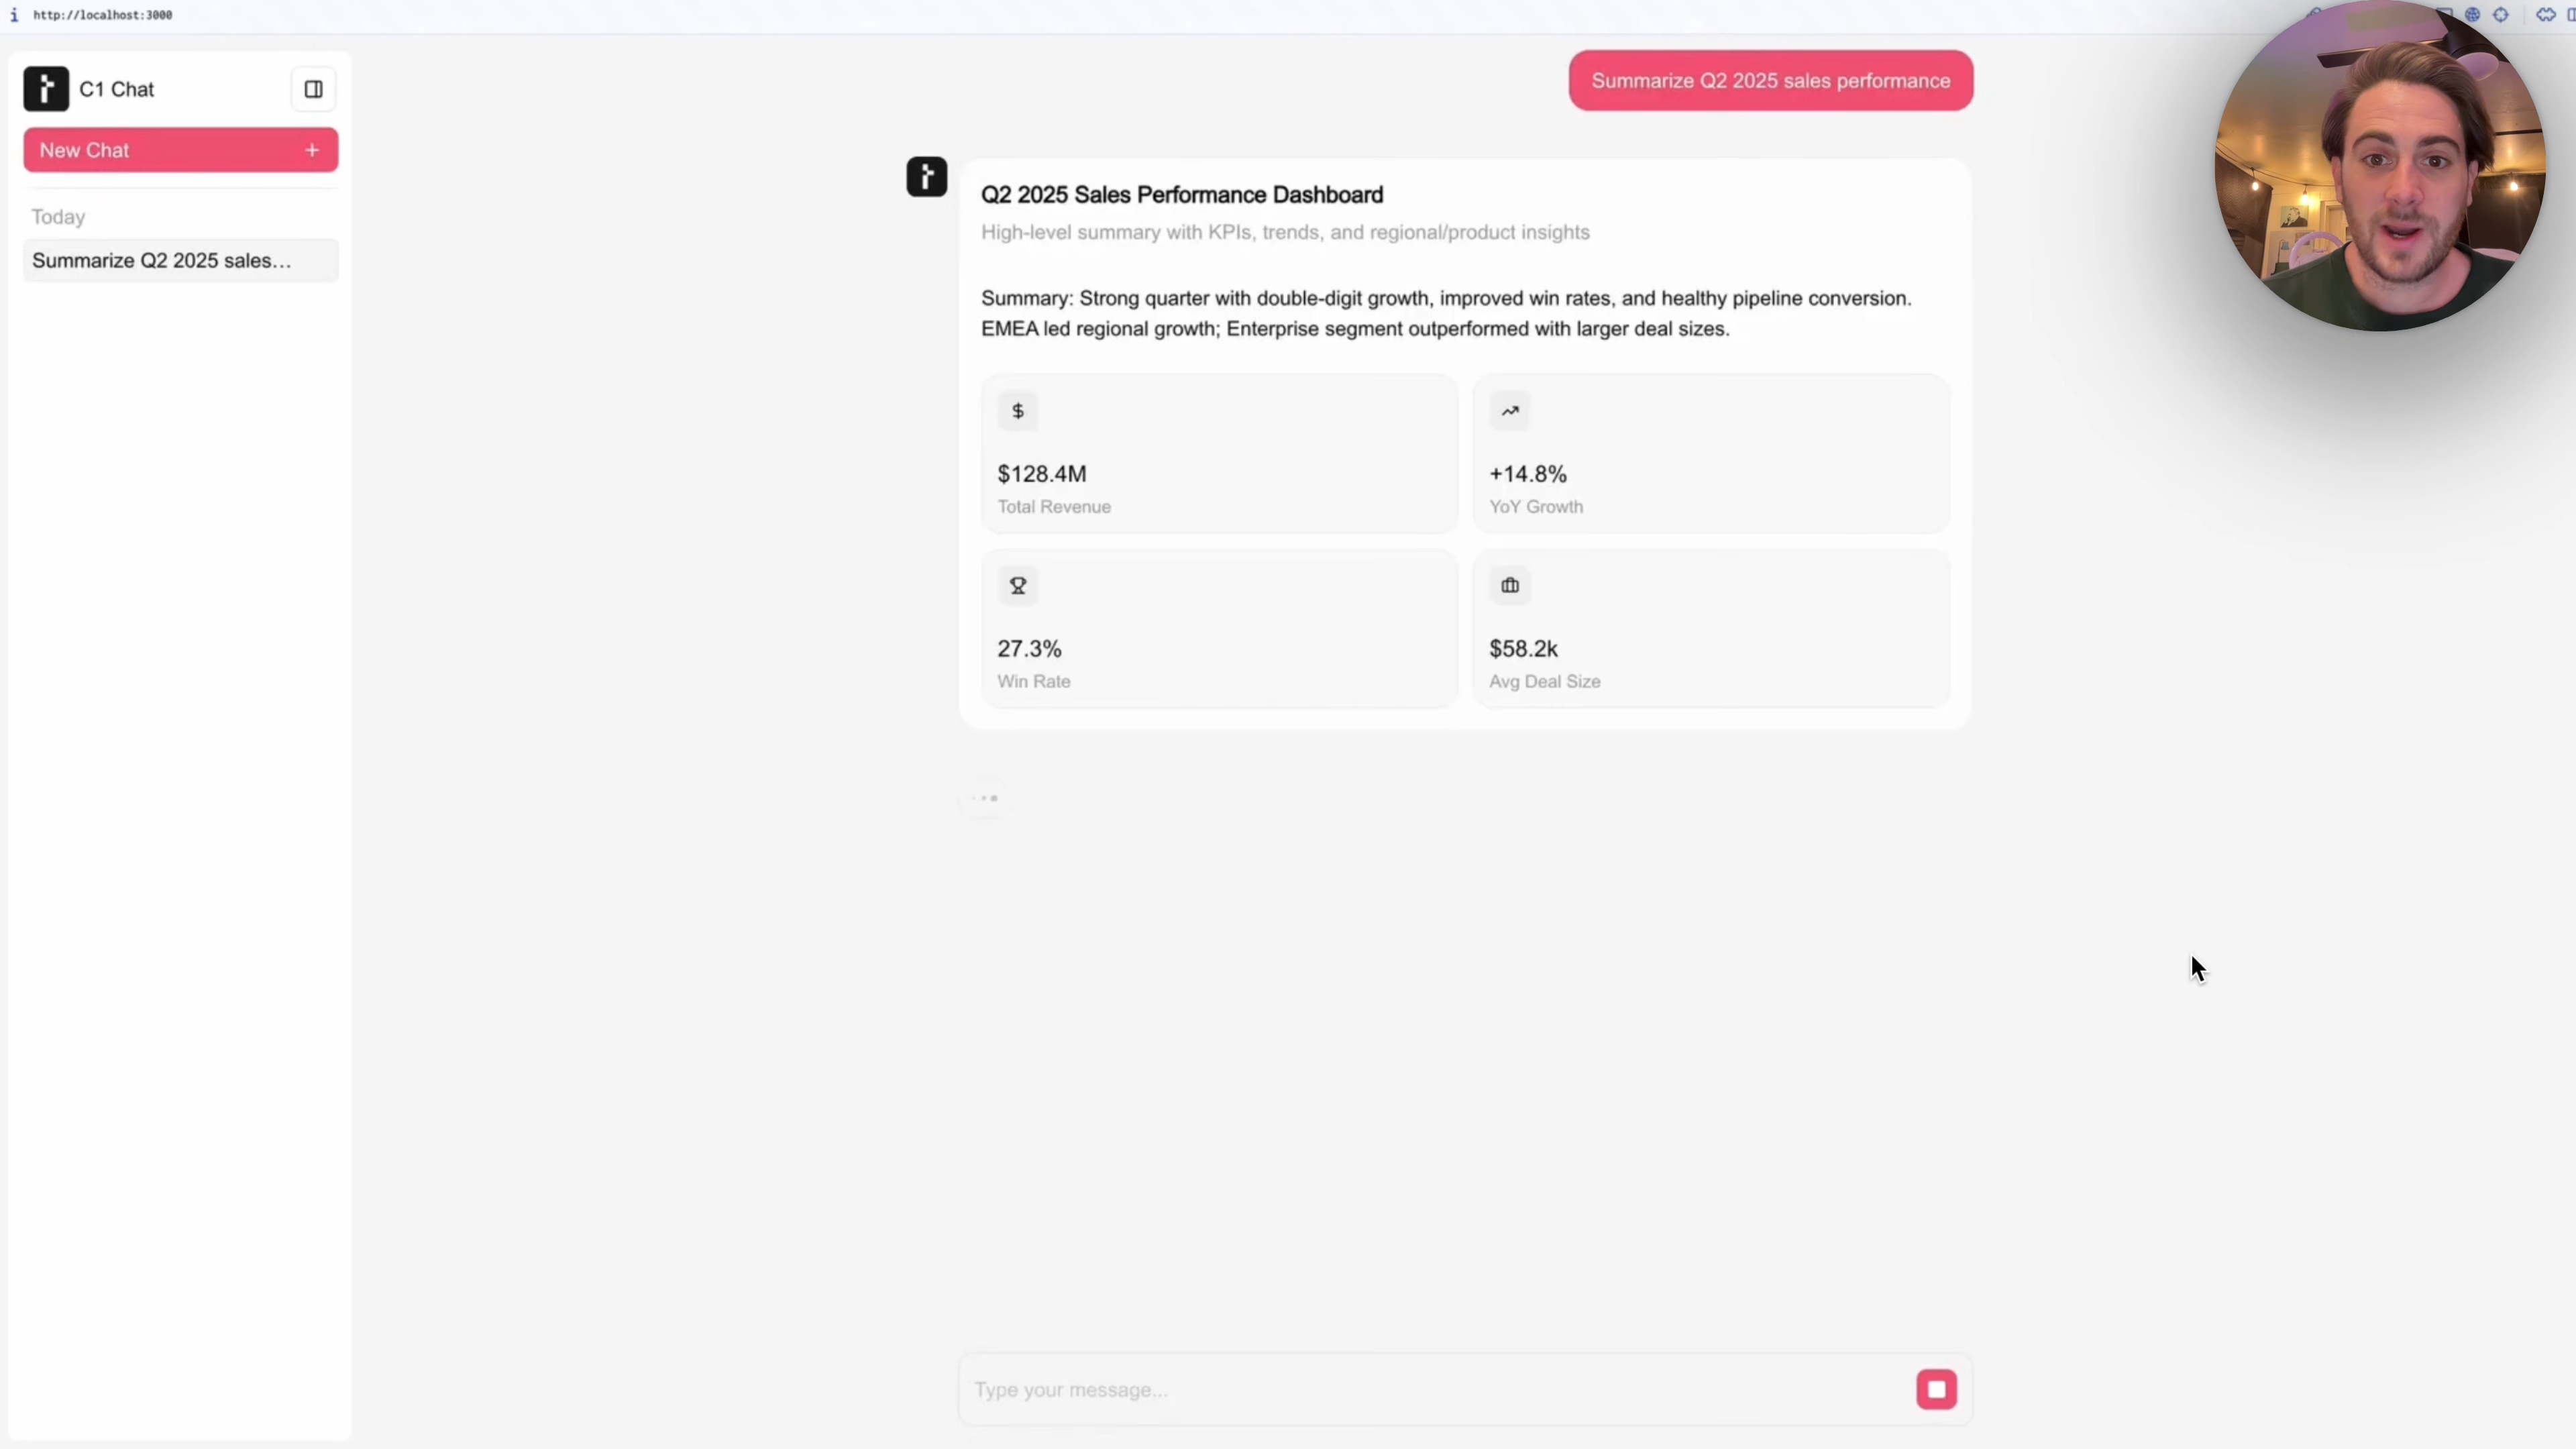 http://localhost:3000
C1 Chat
New Chat
Today
Summarize Q2 2025 sales...
Summarize Q2 2025 sales performance
Q2 2025 Sales Performance Dashboard
High-level summary with KPIs, trends, and regional/product insights
Summary: Strong quarter with double-digit growth, improved win rates, and healthy pipeline conversion.
EMEA led regional growth; Enterprise segment outperformed with larger deal sizes.
$128.4M
Total Revenue
+14.8%
YoY Growth
27.3%
Win Rate
$58.2k
Avg Deal Size
Type your message...